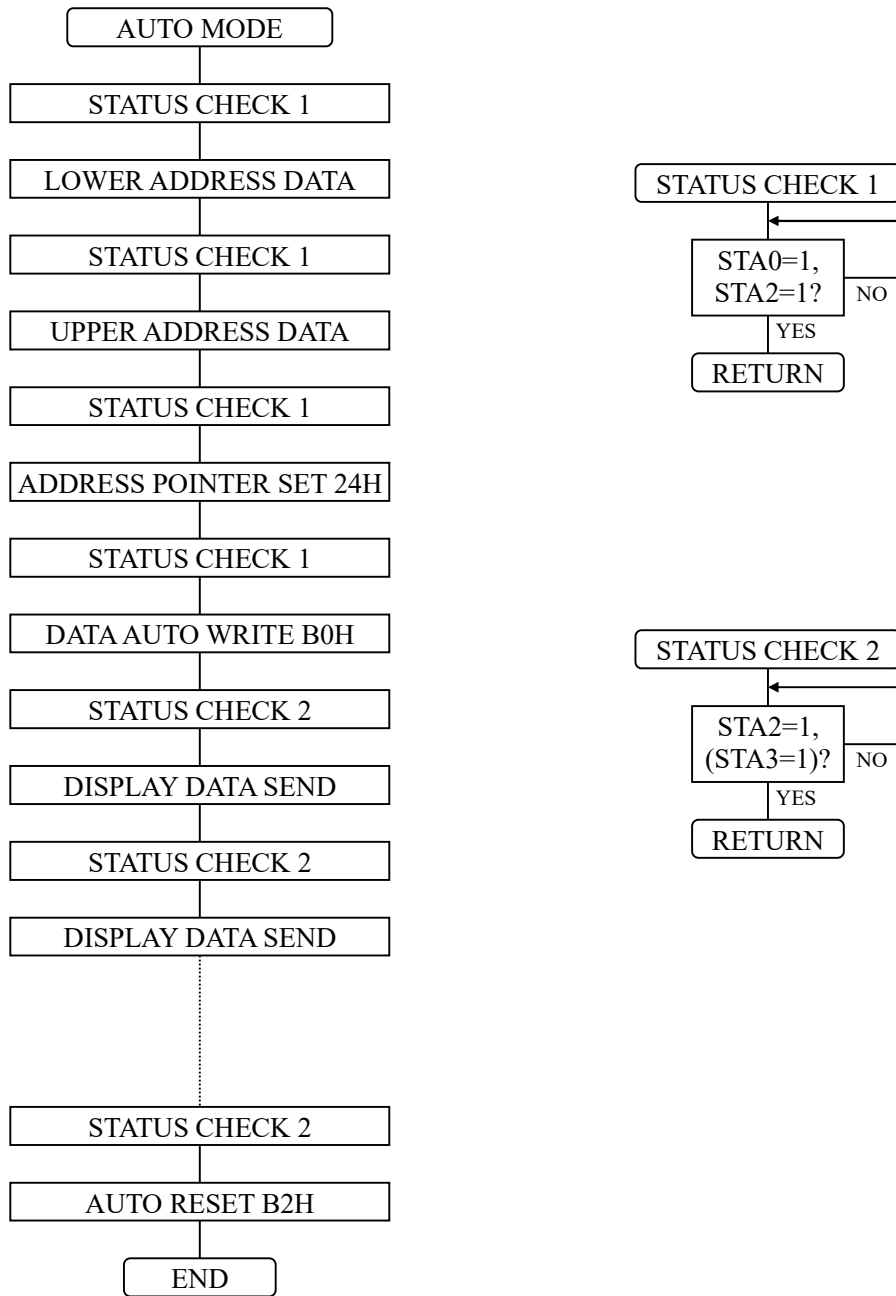 AUTO MODE
STATUS CHECK 1
LOWER ADDRESS DATA
STATUS CHECK 1
UPPER ADDRESS DATA
STATUS CHECK 1
ADDRESS POINTER SET 24H
STATUS CHECK 1
DATA AUTO WRITE B0H
STATUS CHECK 2
DISPLAY DATA SEND
STATUS CHECK 2
DISPLAY DATA SEND
STATUS CHECK 2
AUTO RESET B2H
END
STATUS CHECK 1
STA0=1,
STA2=1?
NO
YES
RETURN
STATUS CHECK 2
STA2=1,
(STA3=1)?
NO
YES
RETURN